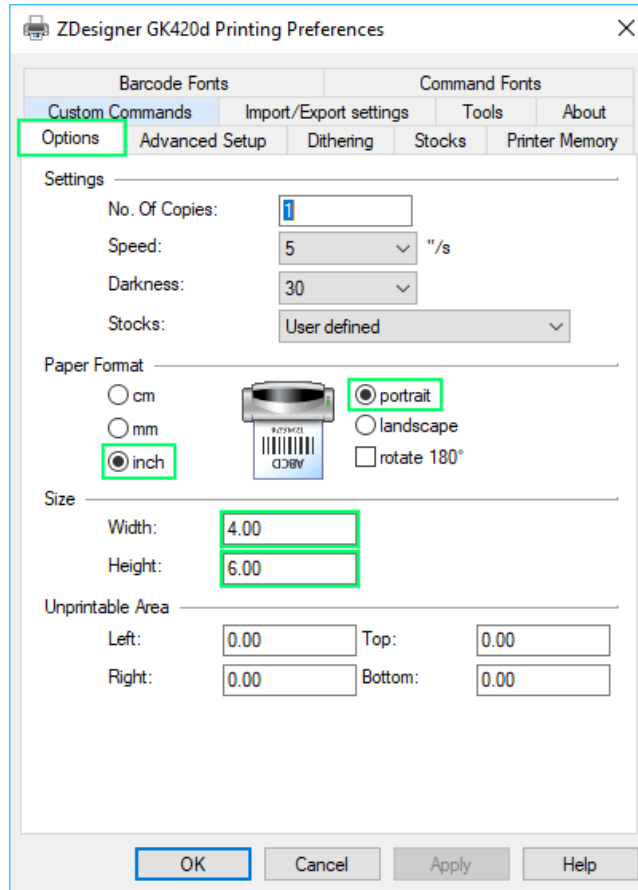 ZDesigner GK420d Printing Preferences
Barcode Fonts Command Fonts
Custom Commands Import/Export settings Tools About
Options Advanced Setup Dithering Stocks Printer Memory
Settings
No. Of Copies: 1
Speed: 5 "/s
Darkness: 30
Stocks: User defined
Paper Format
cm portrait
mm landscape
inch rotate 180°
ABCD
Size
Width: 4.00
Height: 6.00
Unprintable Area
Left: 0.00 Top: 0.00
Right: 0.00 Bottom: 0.00
OK Cancel Apply Help